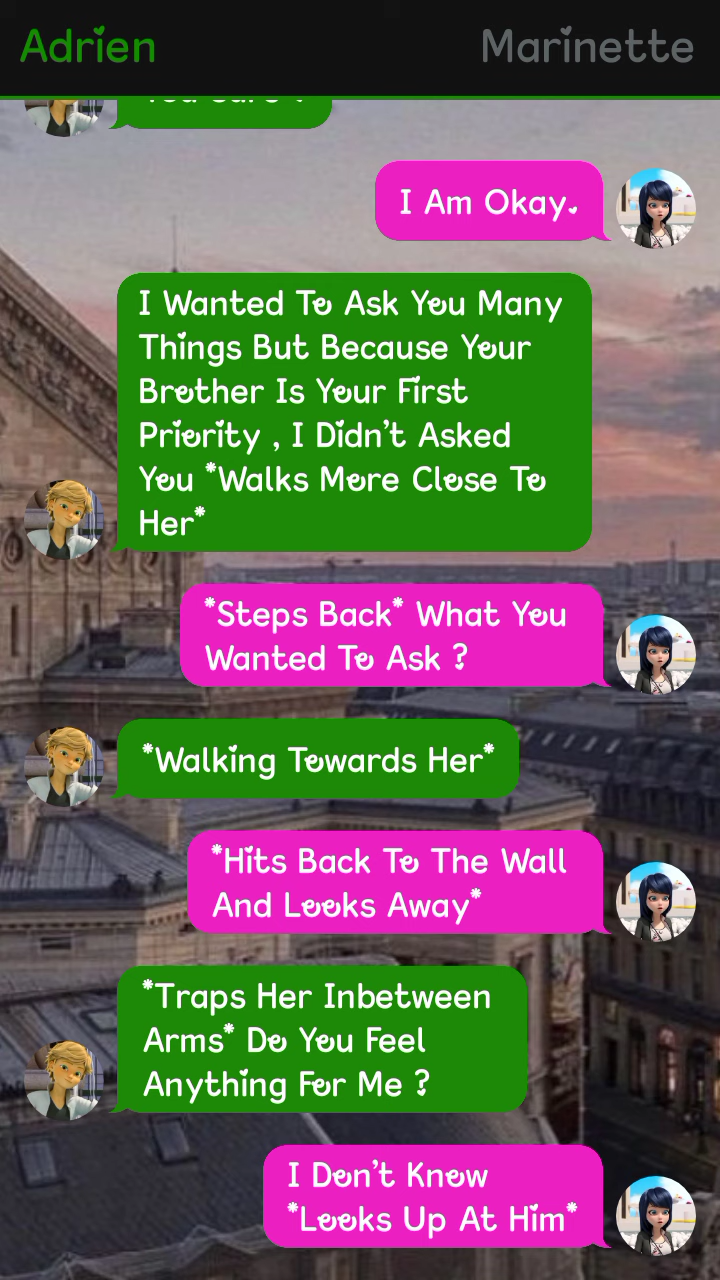 Adrien
Marinette
I Am Okay.
I Wanted To Ask You Many
Things But Because Your
Brother Is Your First
Priority , I Didn't Asked
You *Walks More Close To
Her*
*Steps Back* What You
Wanted To Ask ?
*Walking Towards Her*
*Hits Back To The Wall
And Looks Away*
*Traps Her Inbetween
Arms* Do You Feel
Anything For Me ?
I Don't Know
*Looks Up At Him*